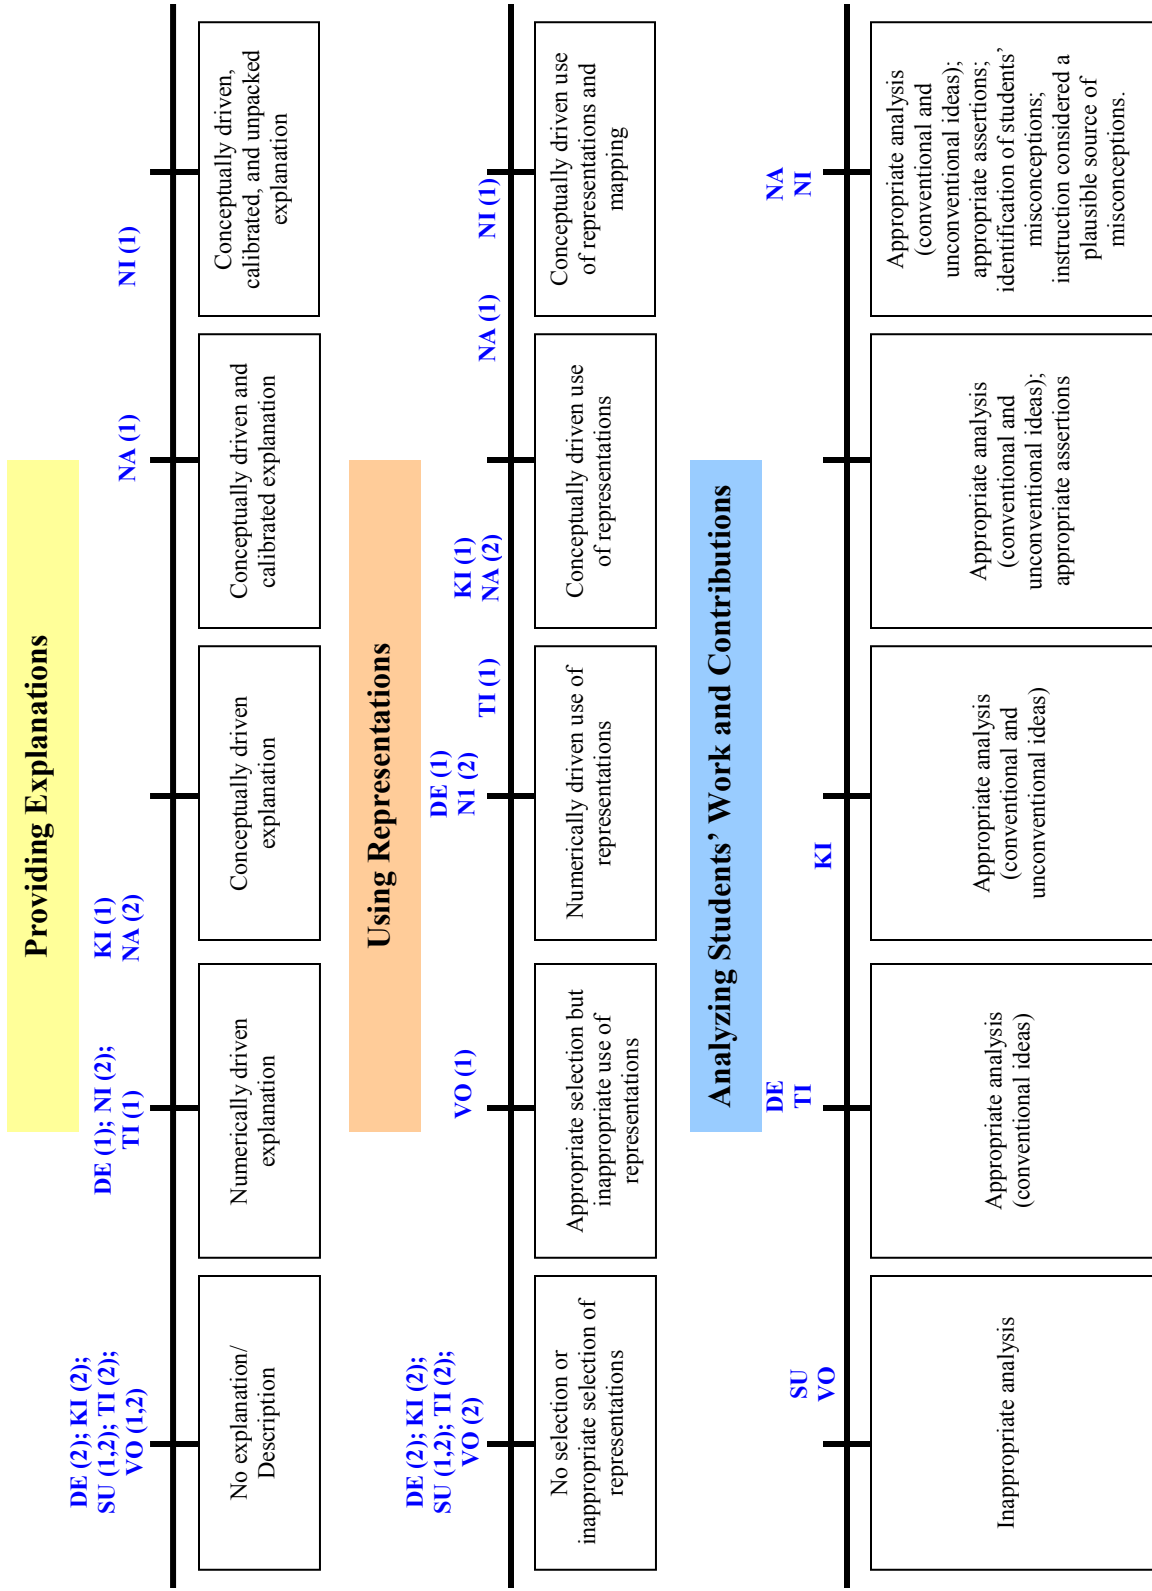 Providing Explanations
DE (2); KI (2);
SU (1,2); TI (2);
VO (1,2)
DE (1); NI (2);
TI (1)
KI (1)
NA (2)
NA (1)
NI (1)
No explanation/
Description
Numerically driven
explanation
Conceptually driven
explanation
Conceptually driven and
calibrated explanation
Conceptually driven,
calibrated, and unpacked
explanation
Using Representations
DE (2); KI (2);
SU (1,2); TI (2);
VO (2)
VO (1)
DE (1)
N1 (2)
TI (1)
KI (1)
NA (2)
NA (1)
NI (1)
No selection or
inappropriate selection of
representations
Appropriate selection but
inappropriate use of
representations
Numerically driven use of
representations
Conceptually driven use
of representations
Conceptually driven use
of representations and
mapping
Analyzing Students’ Work and Contributions
SU
VO
DE
TI
KI
NA
NI
Inappropriate analysis
Appropriate analysis
(conventional ideas)
Appropriate analysis
(conventional and
unconventional ideas)
Appropriate analysis
(conventional and
unconventional ideas);
appropriate assertions
Appropriate analysis
(conventional and
unconventional ideas);
appropriate assertions;
identification of students’
misconceptions;
instruction considered a
plausible source of
misconceptions.